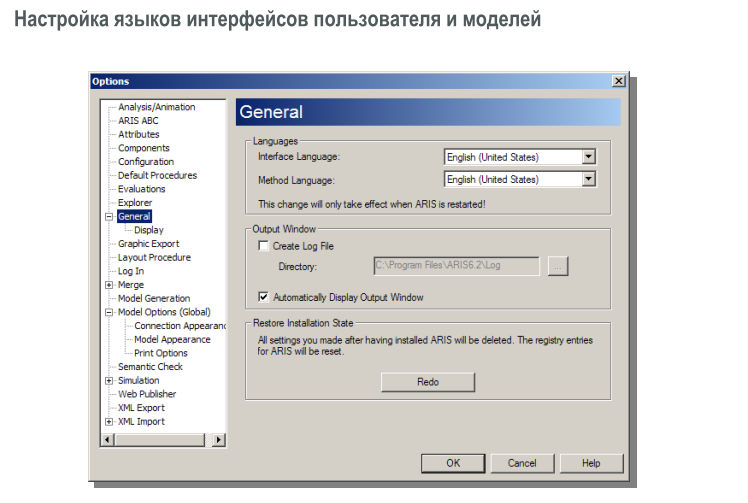 Настройка языков интерфейсов пользователя и моделей
Options
Analysis/Animation
ARIS ABC
Attributes
Components
Configuration
Default Procedures
Evaluations
Explorer
General
Display
Graphic Export
Layout Procedure
Log In
Merge
Model Generation
Model Options (Global)
Connection Appearanc
Model Appearance
Print Options
Semantic Check
Simulation
Web Publisher
XML Export
XML Import
General
Languages
Interface Language: English (United States)
Method Language: English (United States)
This change will only take effect when ARIS is restarted!
Output Window
Create Log File
Directory: C:\Program Files\ARIS6.2\Log ...
Automatically Display Output Window
Restore Installation State
All settings you made after having installed ARIS will be deleted. The registry entries
for ARIS will be reset.
Redo
OK Cancel Help